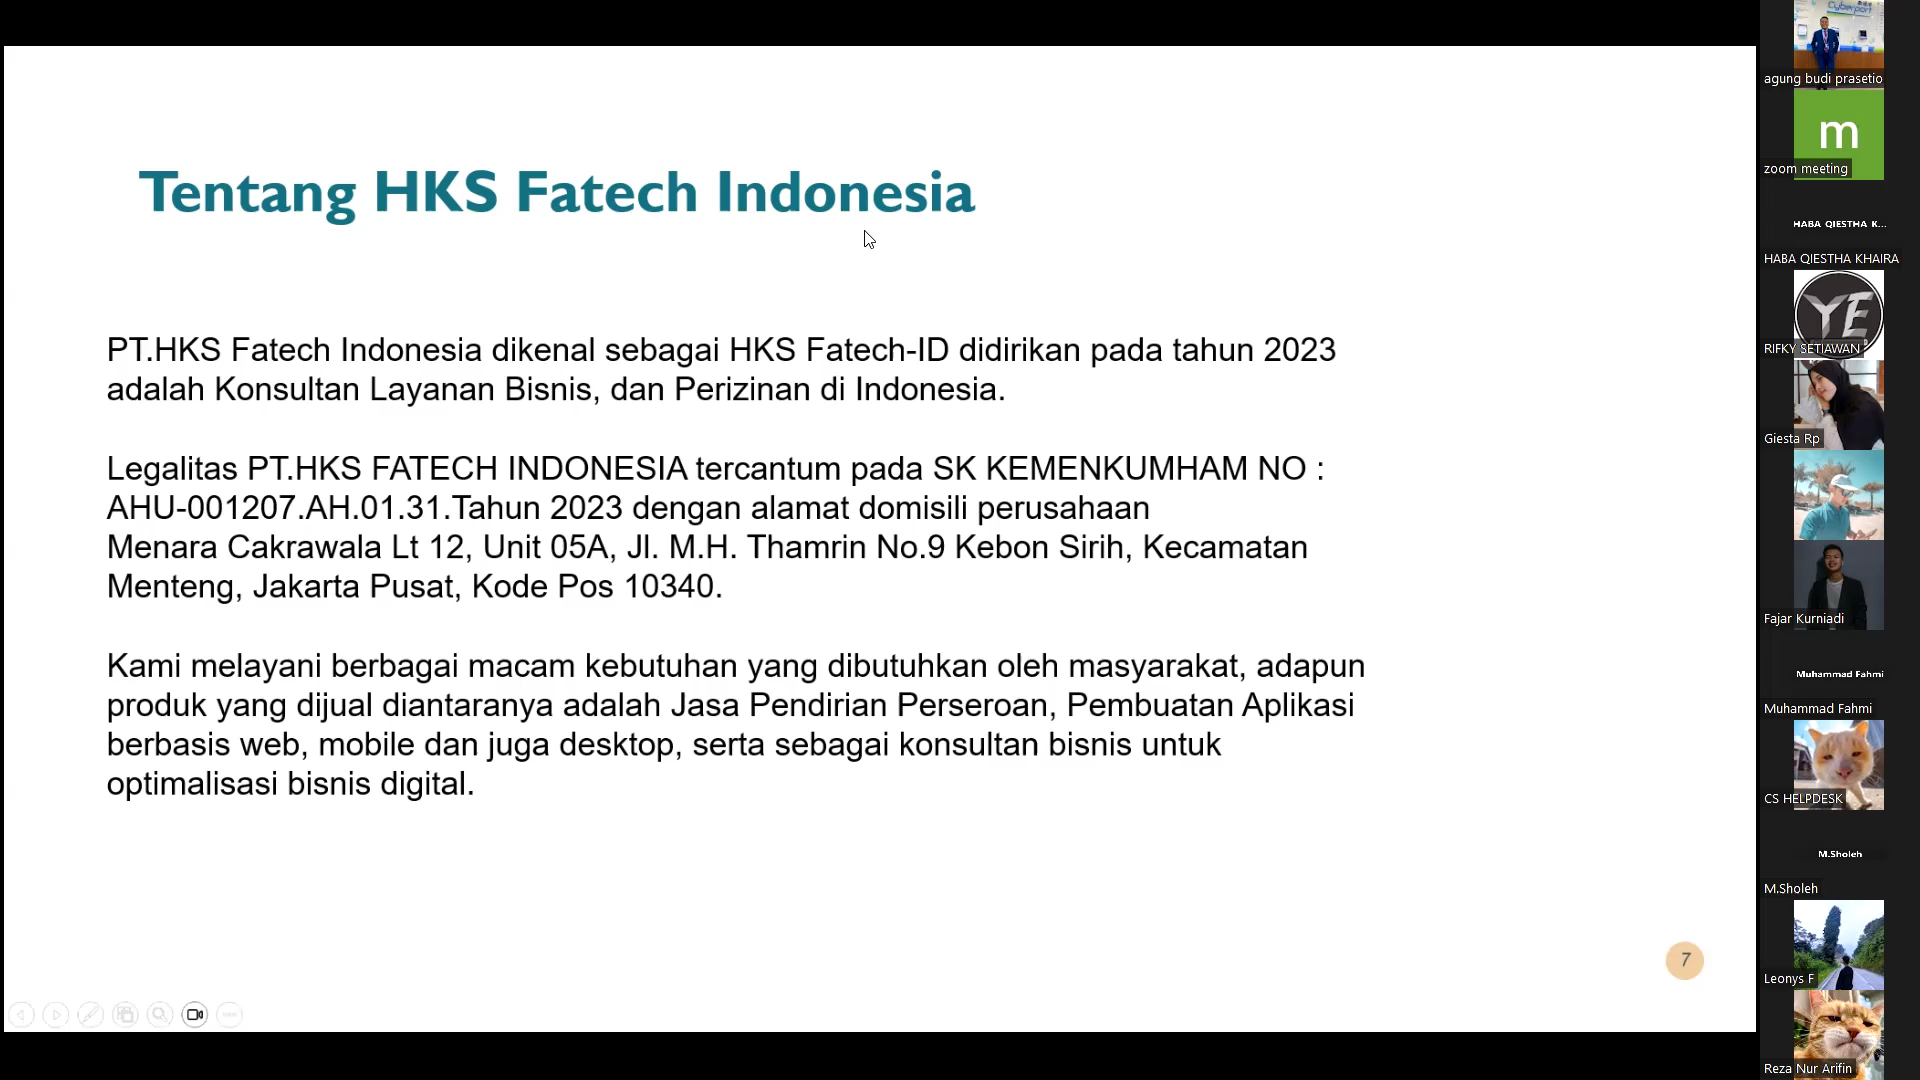 Tentang HKS Fatech Indonesia
PT.HKS Fatech Indonesia dikenal sebagai HKS Fatech-ID didirikan pada tahun 2023
adalah Konsultan Layanan Bisnis, dan Perizinan di Indonesia.
Legalitas PT.HKS FATECH INDONESIA tercantum pada SK KEMENKUMHAM NO :
AHU-001207.AH.01.31.Tahun 2023 dengan alamat domisili perusahaan
Menara Cakrawala Lt 12, Unit 05A, Jl. M.H. Thamrin No.9 Kebon Sirih, Kecamatan
Menteng, Jakarta Pusat, Kode Pos 10340.
Kami melayani berbagai macam kebutuhan yang dibutuhkan oleh masyarakat, adapun
produk yang dijual diantaranya adalah Jasa Pendirian Perseroan, Pembuatan Aplikasi
berbasis web, mobile dan juga desktop, serta sebagai konsultan bisnis untuk
optimalisasi bisnis digital.
7
Cyberport
agung budi prasetio
m
zoom meeting
HABA QIESTHA K...
HABA QIESTHA KHAIRA
YE
RIFKY SETIAWAN
Giesta Rp
Fajar Kurniadi
Muhammad Fahmi
Muhammad Fahmi
CS HELPDESK
M.Sholeh
M.Sholeh
Leonys F
Reza Nur Arifin